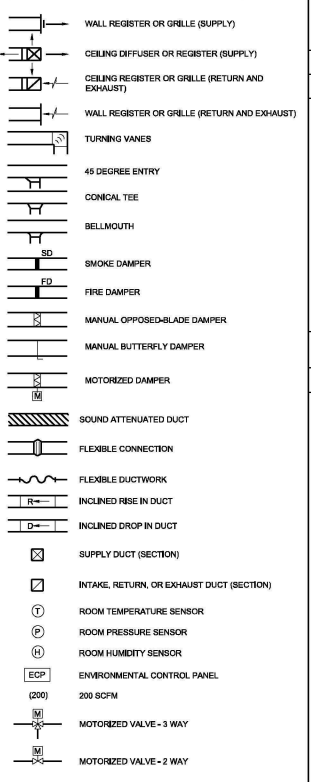 WALL REGISTER OR GRILLE (SUPPLY)
CEILING DIFFUSER OR REGISTER (SUPPLY)
CEILING REGISTER OR GRILLE (RETURN AND
EXHAUST)
WALL REGISTER OR GRILLE (RETURN AND EXHAUST)
TURNING VANES
45 DEGREE ENTRY
CONICAL TEE
BELLMOUTH
SD
SMOKE DAMPER
FD
FIRE DAMPER
MANUAL OPPOSED-BLADE DAMPER
MANUAL BUTTERFLY DAMPER
MOTORIZED DAMPER
M
SOUND ATTENUATED DUCT
FLEXIBLE CONNECTION
FLEXIBLE DUCTWORK
R INCLINED RISE IN DUCT
D INCLINED DROP IN DUCT
SUPPLY DUCT (SECTION)
INTAKE, RETURN, OR EXHAUST DUCT (SECTION)
T ROOM TEMPERATURE SENSOR
P ROOM PRESSURE SENSOR
H ROOM HUMIDITY SENSOR
ECP ENVIRONMENTAL CONTROL PANEL
(200) 200 SCFM
M
MOTORIZED VALVE - 3 WAY
M
MOTORIZED VALVE - 2 WAY